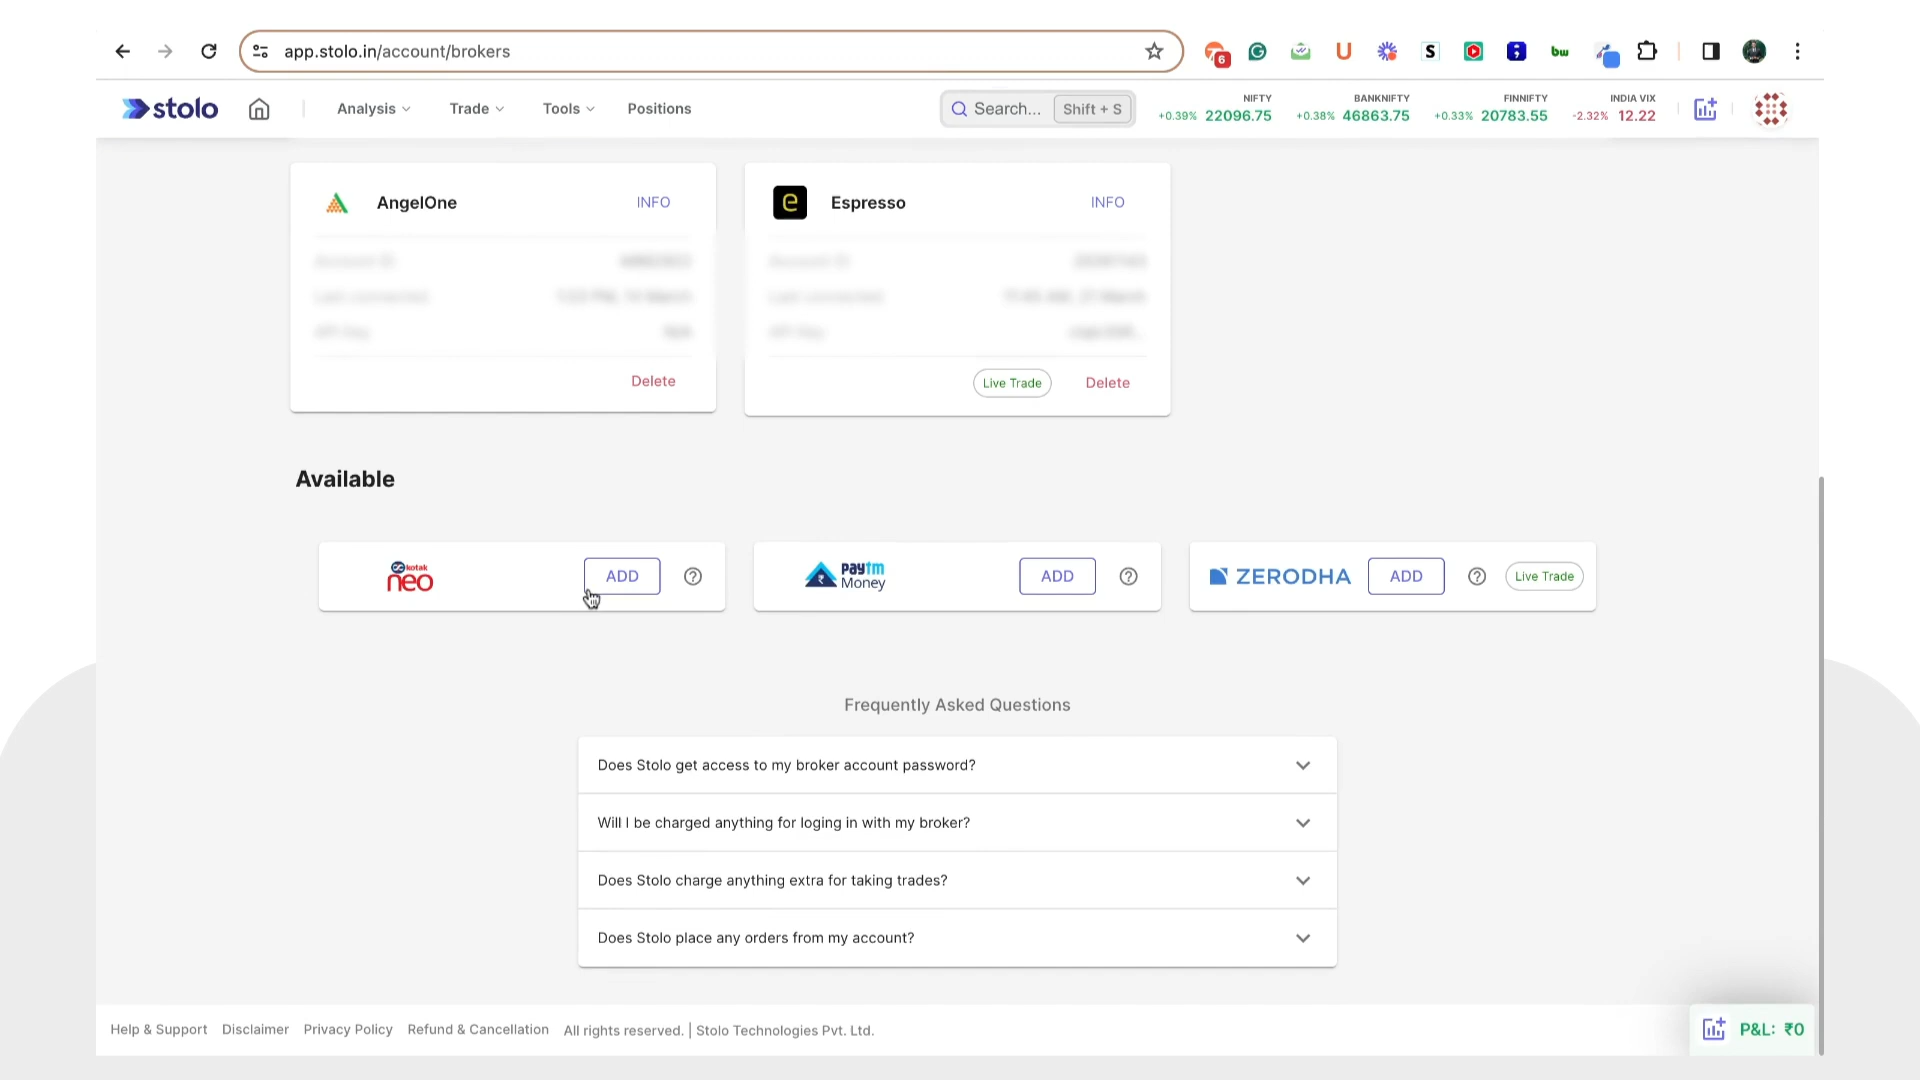 app.stolo.in/account/brokers
6
S
bw
stolo
Analysis
Trade
Tools
Positions
Search... Shift + S
NIFTY
+0.39% 22096.75
BANKNIFTY
+0.38% 46863.75
FINNIFTY
+0.33% 20783.55
INDIA VIX
-2.32% 12.22
AngelOne INFO
Delete
e Espresso INFO
Live Trade Delete
Available
kotak
neo
ADD
paytm
Money
ADD
ZERODHA ADD Live Trade
Frequently Asked Questions
Does Stolo get access to my broker account password?
Will I be charged anything for loging in with my broker?
Does Stolo charge anything extra for taking trades?
Does Stolo place any orders from my account?
Help & Support Disclaimer Privacy Policy Refund & Cancellation All rights reserved. | Stolo Technologies Pvt. Ltd.
P&L: ₹0